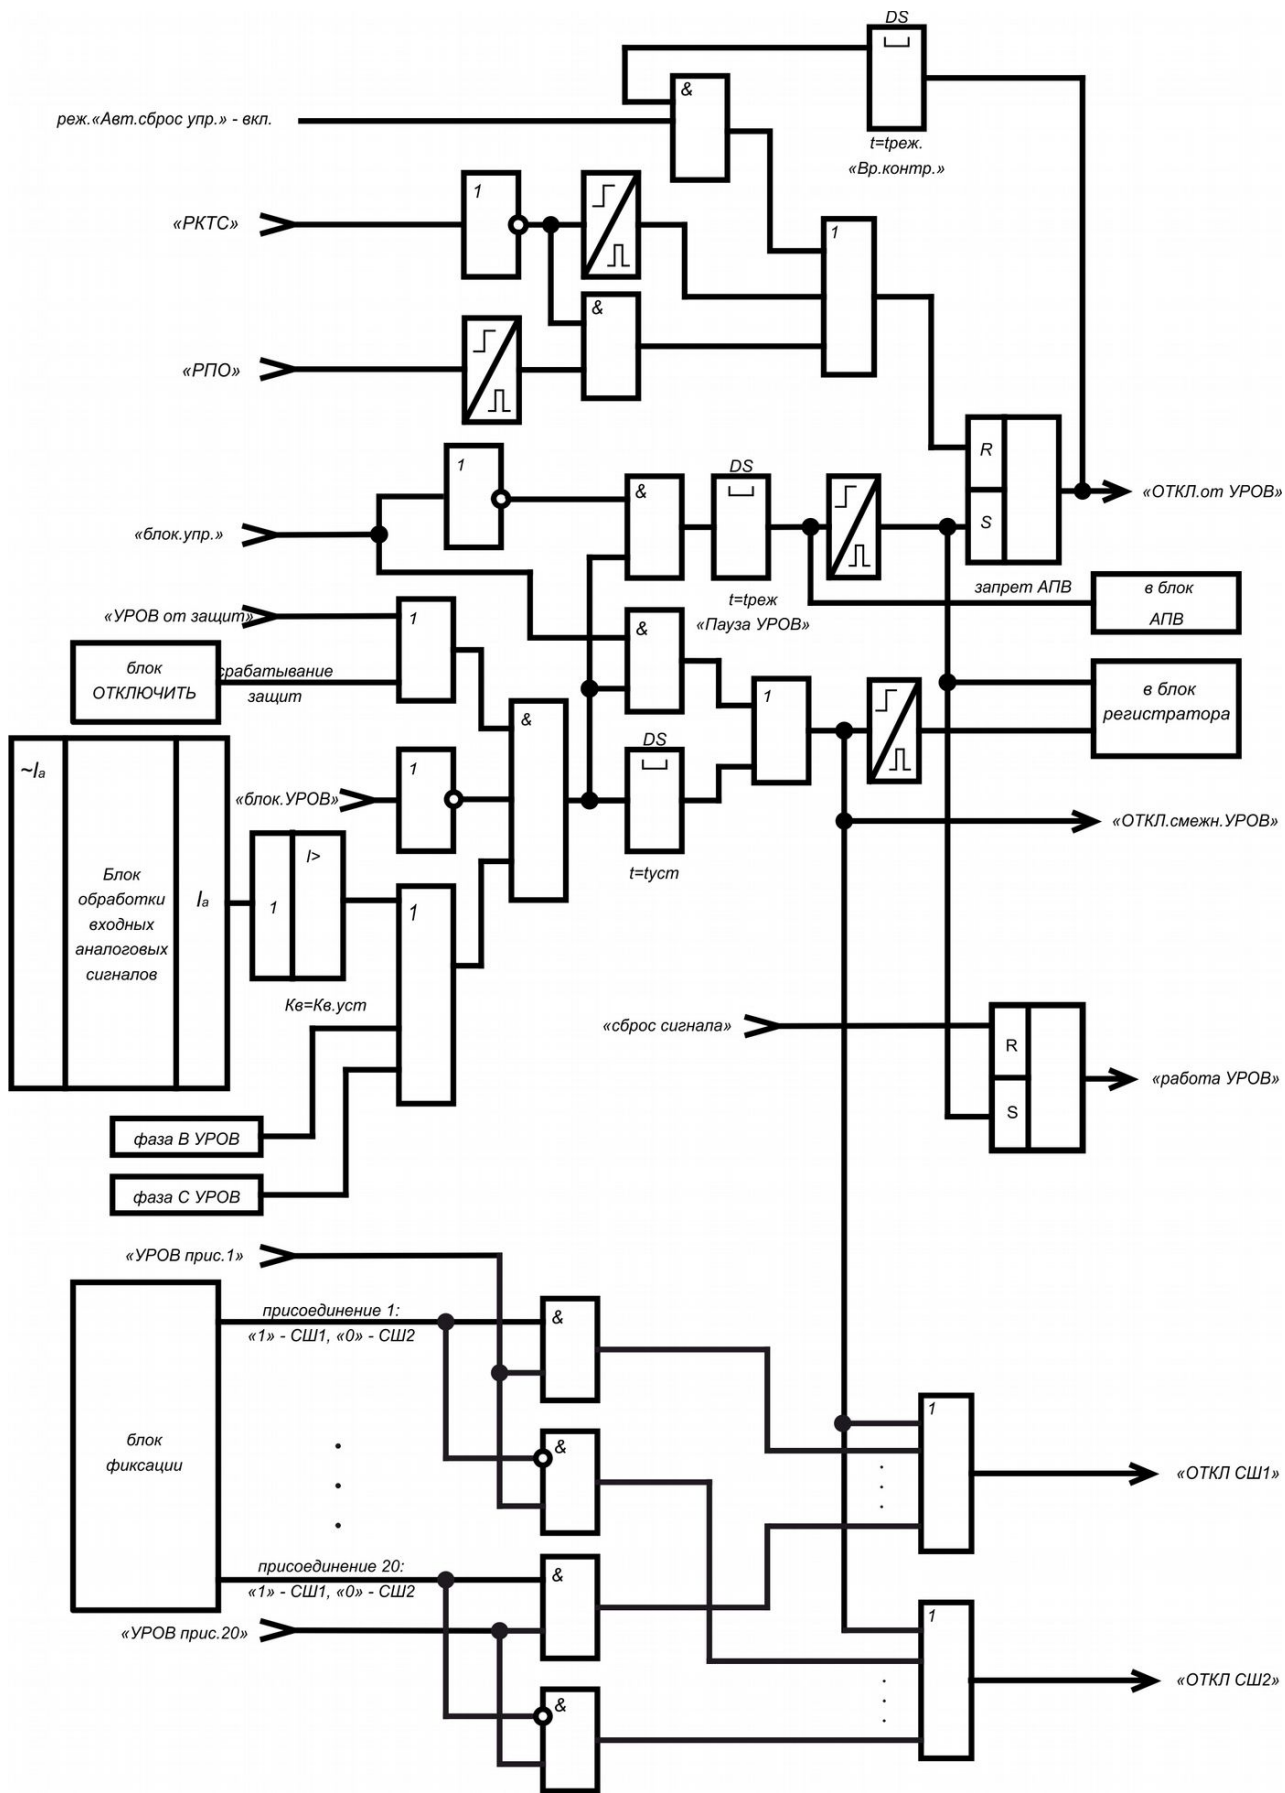 DS
&
реж.«Авт.сброс упр.» - вкл.
t=tреж.
«Вр.контр.»
1
«РКТС»
1
&
«РПО»
R
1
DS
&
«ОТКЛ.от УРОВ»
S
«блок.упр.»
запрет АПВ
в блок
АПВ
t=tреж
«Пауза УРОВ»
«УРОВ от защит»
1
&
блок
ОТКЛЮЧИТЬ
срабатывание
защит
1
в блок
регистратора
&
DS
~Iа
1
«блок.УРОВ»
«ОТКЛ.смежн.УРОВ»
I>
t=tуст
Блок
обработки
входных
аналоговых
сигналов
Iа
1
1
Кв=Кв.уст
«сброс сигнала»
R
«работа УРОВ»
S
фаза В УРОВ
фаза С УРОВ
«УРОВ прис.1»
присоединение 1:
«1» - СШ1, «0» - СШ2
&
1
блок
фиксации
&
«ОТКЛ СШ1»
присоединение 20:
«1» - СШ1, «0» - СШ2
&
«УРОВ прис.20»
1
«ОТКЛ СШ2»
&